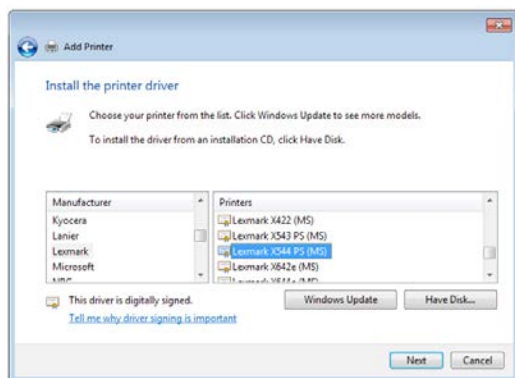 Add Printer
Install the printer driver
Choose your printer from the list. Click Windows Update to see more models.
To install the driver from an installation CD, click Have Disk.
Manufacturer
Kyocera
Lanier
Lexmark
Microsoft
Printers
Lexmark X422 (MS)
Lexmark X543 PS (MS)
Lexmark X544 PS (MS)
Lexmark X642e (MS)
This driver is digitally signed.
Tell me why driver signing is important
Windows Update
Have Disk...
Next
Cancel